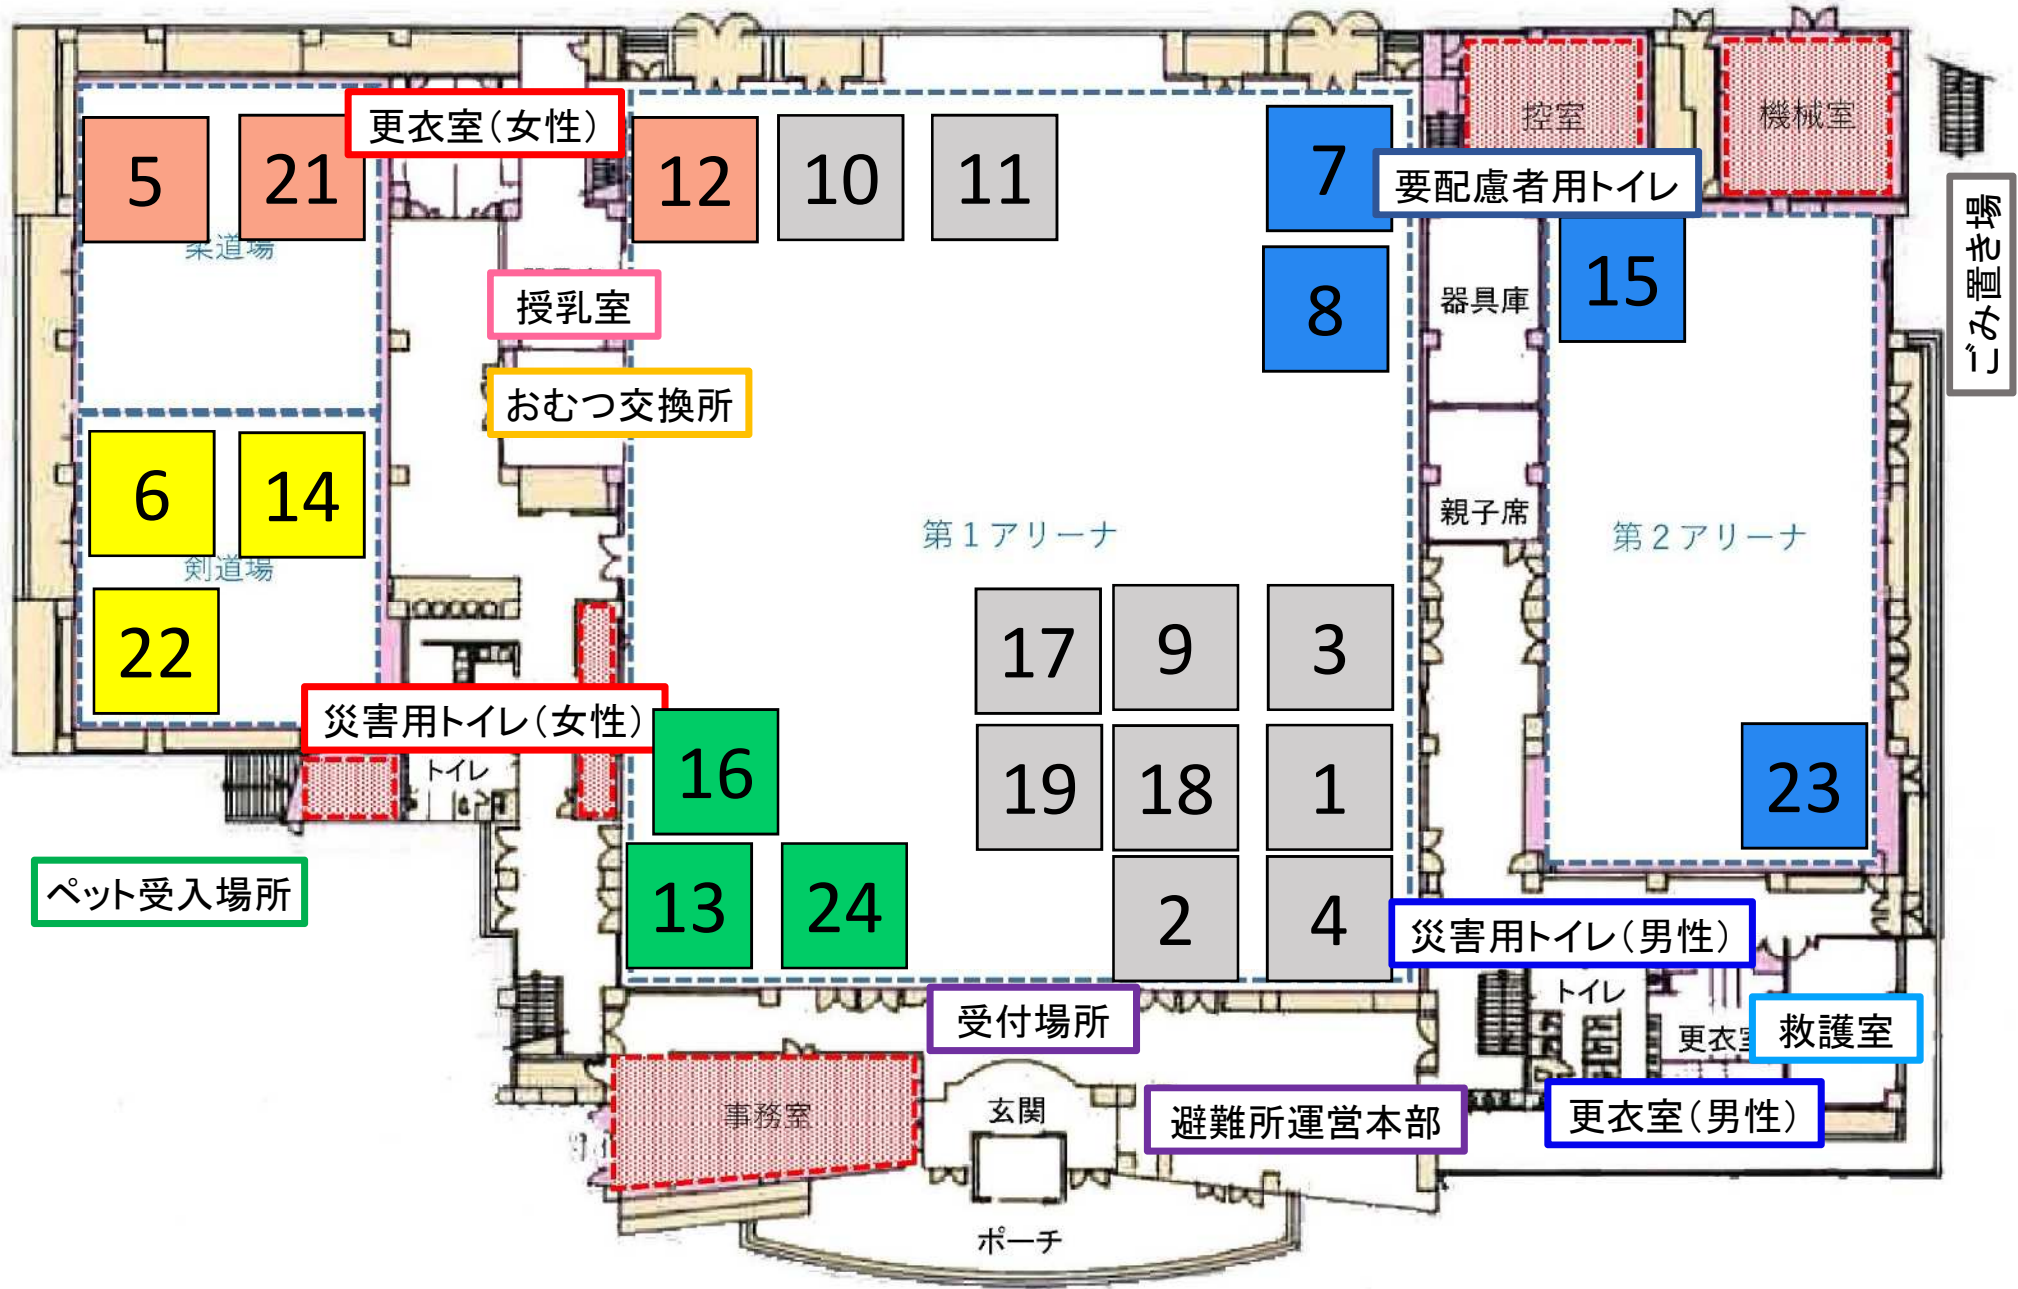 控室
機械室
更衣室（女性）
5
21
12
10
11
7
要配慮者用トイレ
柔道場
8
15
ごみ置き場
授乳室
器具庫
おむつ交換所
6
14
親子席
第１アリーナ
第２アリーナ
剣道場
22
17
9
3
災害用トイレ（女性）
16
19
18
1
23
トイレ
ペット受入場所
13
24
2
4
災害用トイレ（男性）
受付場所
トイレ
更衣室
救護室
事務室
玄関
避難所運営本部
更衣室（男性）
ポーチ